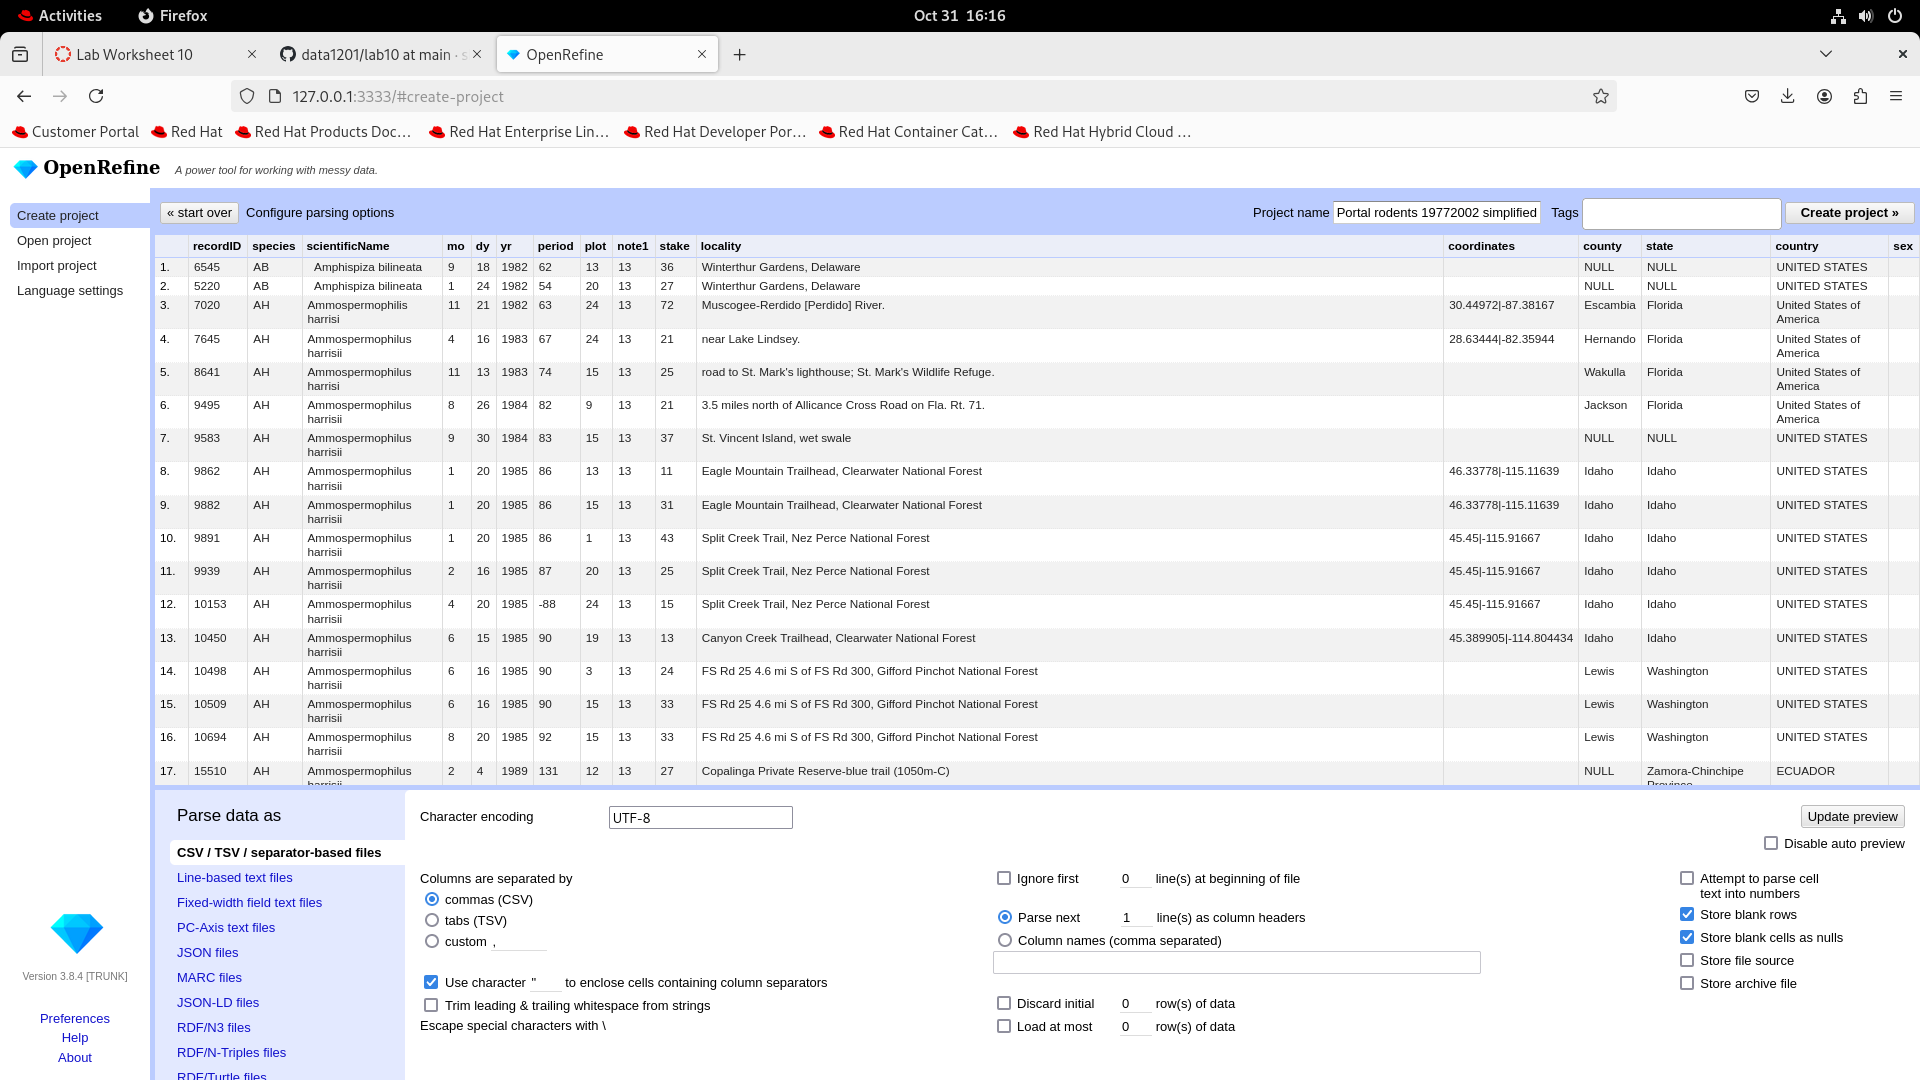 Activities Firefox Oct 31 16:16
Lab Worksheet 10 data1201/lab10 at main · s OpenRefine
127.0.0.1:3333/#create-project
Customer Portal Red Hat Red Hat Products Doc… Red Hat Enterprise Lin… Red Hat Developer Por… Red Hat Container Cat… Red Hat Hybrid Cloud …
OpenRefine A power tool for working with messy data.
Create project
Open project
Import project
Language settings
« start over Configure parsing options Project name Portal rodents 19772002 simplified Tags Create project »
recordID species scientificName mo dy yr period plot note1 stake locality coordinates county state country sex
1. 6545 AB Amphispiza bilineata 9 18 1982 62 13 13 36 Winterthur Gardens, Delaware NULL NULL UNITED STATES
2. 5220 AB Amphispiza bilineata 1 24 1982 54 20 13 27 Winterthur Gardens, Delaware NULL NULL UNITED STATES
3. 7020 AH Ammospermophilis 11 21 1982 63 24 13 72 Muscogee-Rerdido [Perdido] River. 30.44972|-87.38167 Escambia Florida United States of
harrisi America
4. 7645 AH Ammospermophilus 4 16 1983 67 24 13 21 near Lake Lindsey. 28.63444|-82.35944 Hernando Florida United States of
harrisii America
5. 8641 AH Ammospermophilus 11 13 1983 74 15 13 25 road to St. Mark's lighthouse; St. Mark's Wildlife Refuge. Wakulla Florida United States of
harrisi America
6. 9495 AH Ammospermophilus 8 26 1984 82 9 13 21 3.5 miles north of Allicance Cross Road on Fla. Rt. 71. Jackson Florida United States of
harrisii America
7. 9583 AH Ammospermophilus 9 30 1984 83 15 13 37 St. Vincent Island, wet swale NULL NULL UNITED STATES
harrisii
8. 9862 AH Ammospermophilus 1 20 1985 86 13 13 11 Eagle Mountain Trailhead, Clearwater National Forest 46.33778|-115.11639 Idaho Idaho UNITED STATES
harrisii
9. 9882 AH Ammospermophilus 1 20 1985 86 15 13 31 Eagle Mountain Trailhead, Clearwater National Forest 46.33778|-115.11639 Idaho Idaho UNITED STATES
harrisii
10. 9891 AH Ammospermophilus 1 20 1985 86 1 13 43 Split Creek Trail, Nez Perce National Forest 45.45|-115.91667 Idaho Idaho UNITED STATES
harrisii
11. 9939 AH Ammospermophilus 2 16 1985 87 20 13 25 Split Creek Trail, Nez Perce National Forest 45.45|-115.91667 Idaho Idaho UNITED STATES
harrisii
12. 10153 AH Ammospermophilus 4 20 1985 -88 24 13 15 Split Creek Trail, Nez Perce National Forest 45.45|-115.91667 Idaho Idaho UNITED STATES
harrisii
13. 10450 AH Ammospermophilus 6 15 1985 90 19 13 13 Canyon Creek Trailhead, Clearwater National Forest 45.389905|-114.804434 Idaho Idaho UNITED STATES
harrisii
14. 10498 AH Ammospermophilus 6 16 1985 90 3 13 24 FS Rd 25 4.6 mi S of FS Rd 300, Gifford Pinchot National Forest Lewis Washington UNITED STATES
harrisii
15. 10509 AH Ammospermophilus 6 16 1985 90 15 13 33 FS Rd 25 4.6 mi S of FS Rd 300, Gifford Pinchot National Forest Lewis Washington UNITED STATES
harrisii
16. 10694 AH Ammospermophilus 8 20 1985 92 15 13 33 FS Rd 25 4.6 mi S of FS Rd 300, Gifford Pinchot National Forest Lewis Washington UNITED STATES
harrisii
17. 15510 AH Ammospermophilus 2 4 1989 131 12 13 27 Copalinga Private Reserve-blue trail (1050m-C) NULL Zamora-Chinchipe ECUADOR
harrisii Province
Parse data as
CSV / TSV / separator-based files
Line-based text files
Fixed-width field text files
PC-Axis text files
JSON files
MARC files
JSON-LD files
RDF/N3 files
RDF/N-Triples files
RDF/Turtle files
Version 3.8.4 [TRUNK]
Preferences
Help
About
Character encoding UTF-8
Update preview
Disable auto preview
Columns are separated by
commas (CSV)
tabs (TSV)
custom ,
Use character " to enclose cells containing column separators
Trim leading & trailing whitespace from strings
Escape special characters with \
Ignore first 0 line(s) at beginning of file
Parse next 1 line(s) as column headers
Column names (comma separated)
Discard initial 0 row(s) of data
Load at most 0 row(s) of data
Attempt to parse cell
text into numbers
Store blank rows
Store blank cells as nulls
Store file source
Store archive file